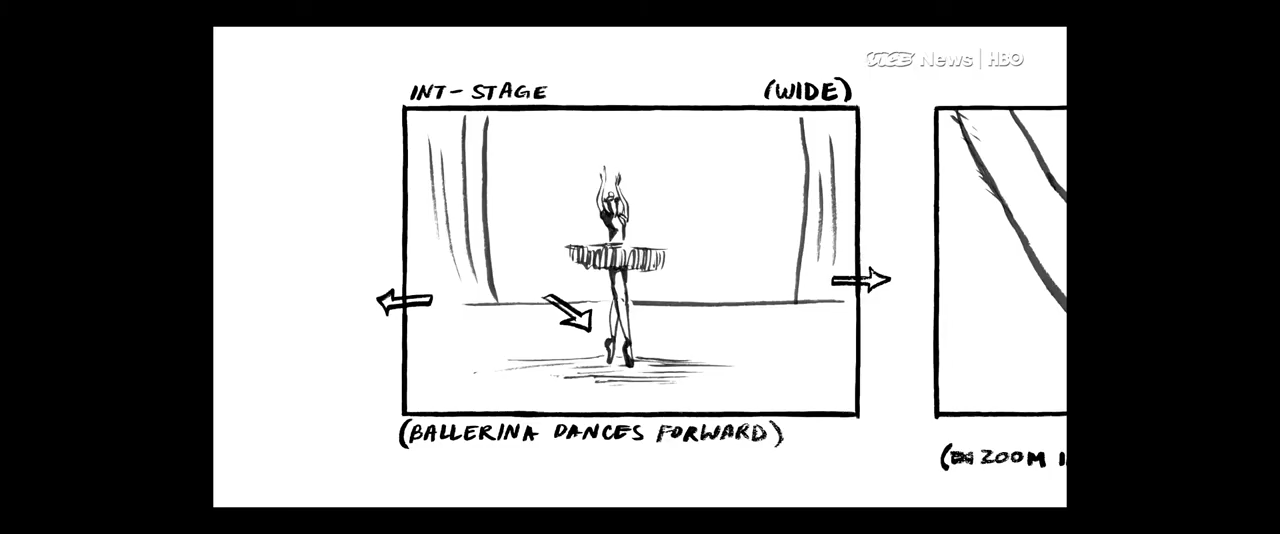 VICE News | HBO
INT-STAGE (WIDE)
(BALLERINA DANCES FORWARD)
(ZOOM